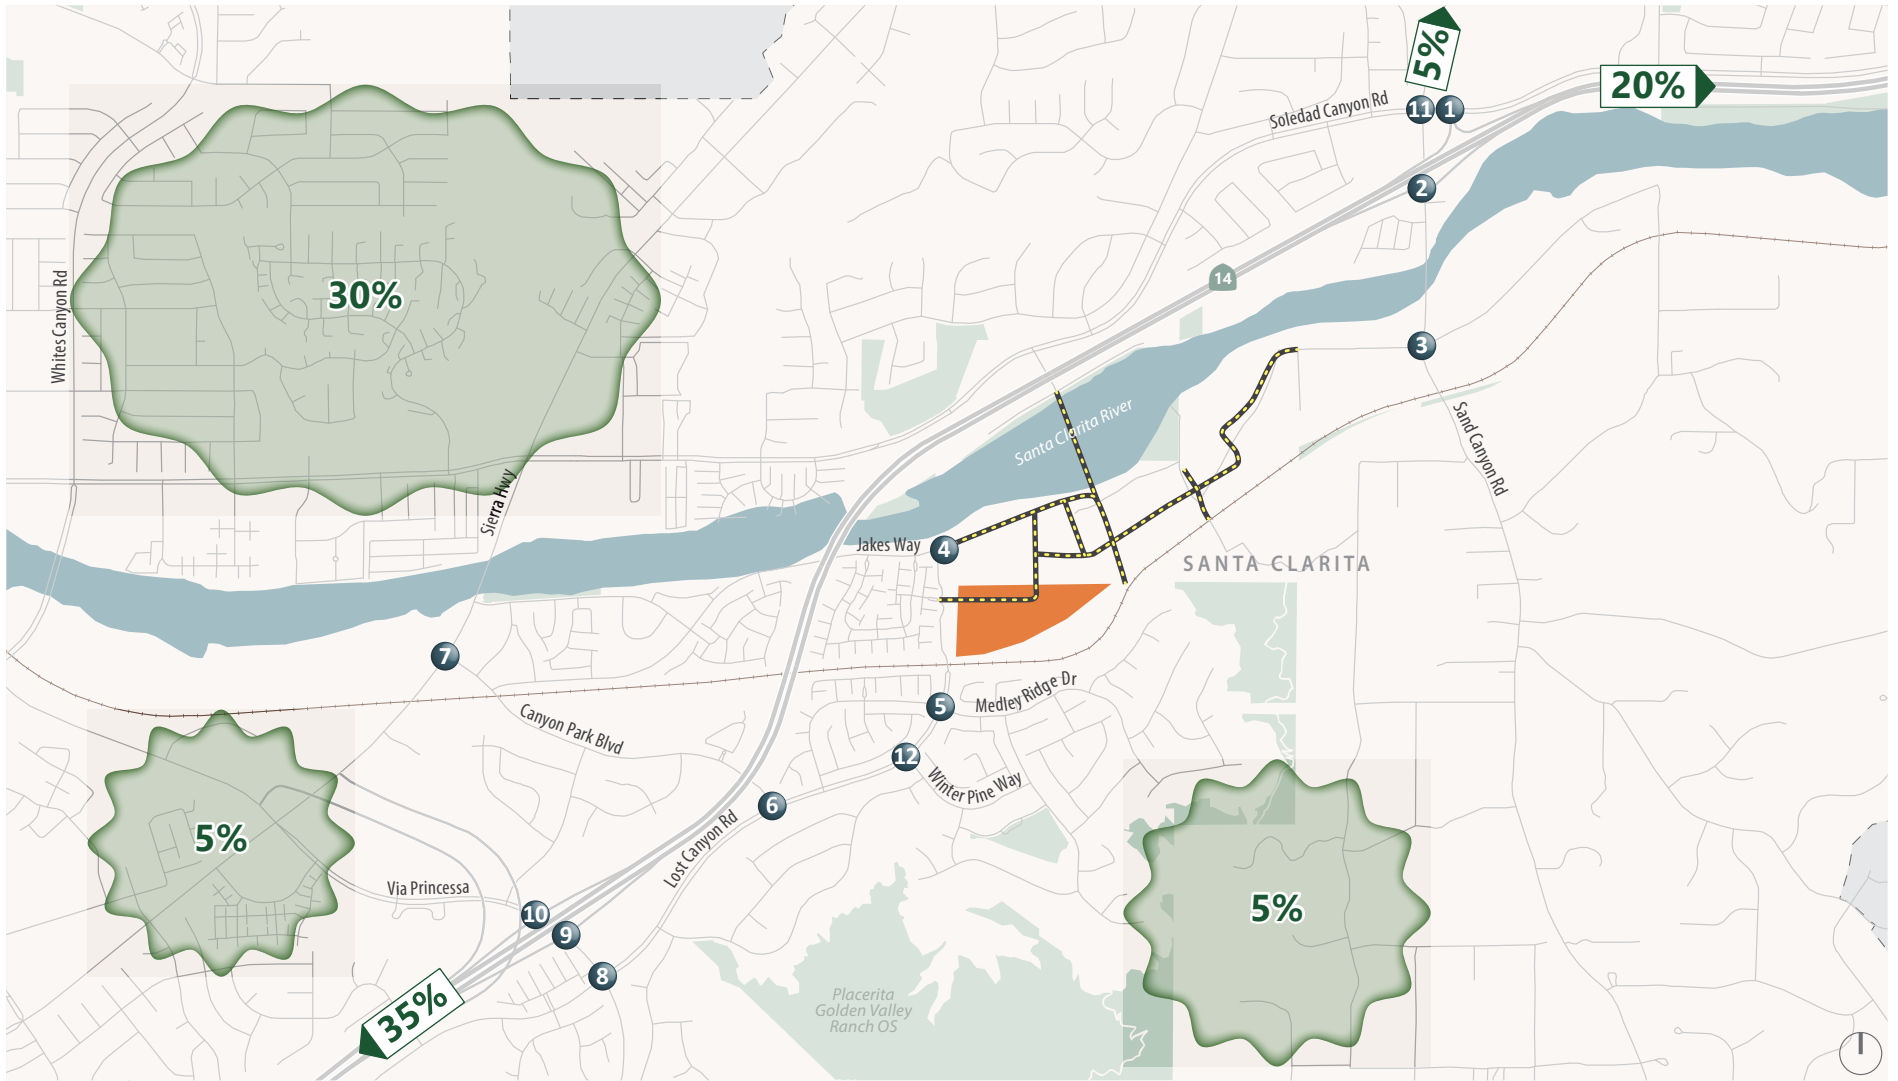 5%
20%
Soledad Canyon Rd
11
1
2
14
30%
Whites Canyon Rd
3
Santa Clarita River
Sand Canyon Rd
Sierra Hwy
Jakes Way
4
SANTA CLARITA
7
5
Medley Ridge Dr
Canyon Park Blvd
12
Winter Pine Way
6
5%
Lost Canyon Rd
Via Princessa
10
9
5%
8
35%
Placerita
Golden Valley
Ranch OS